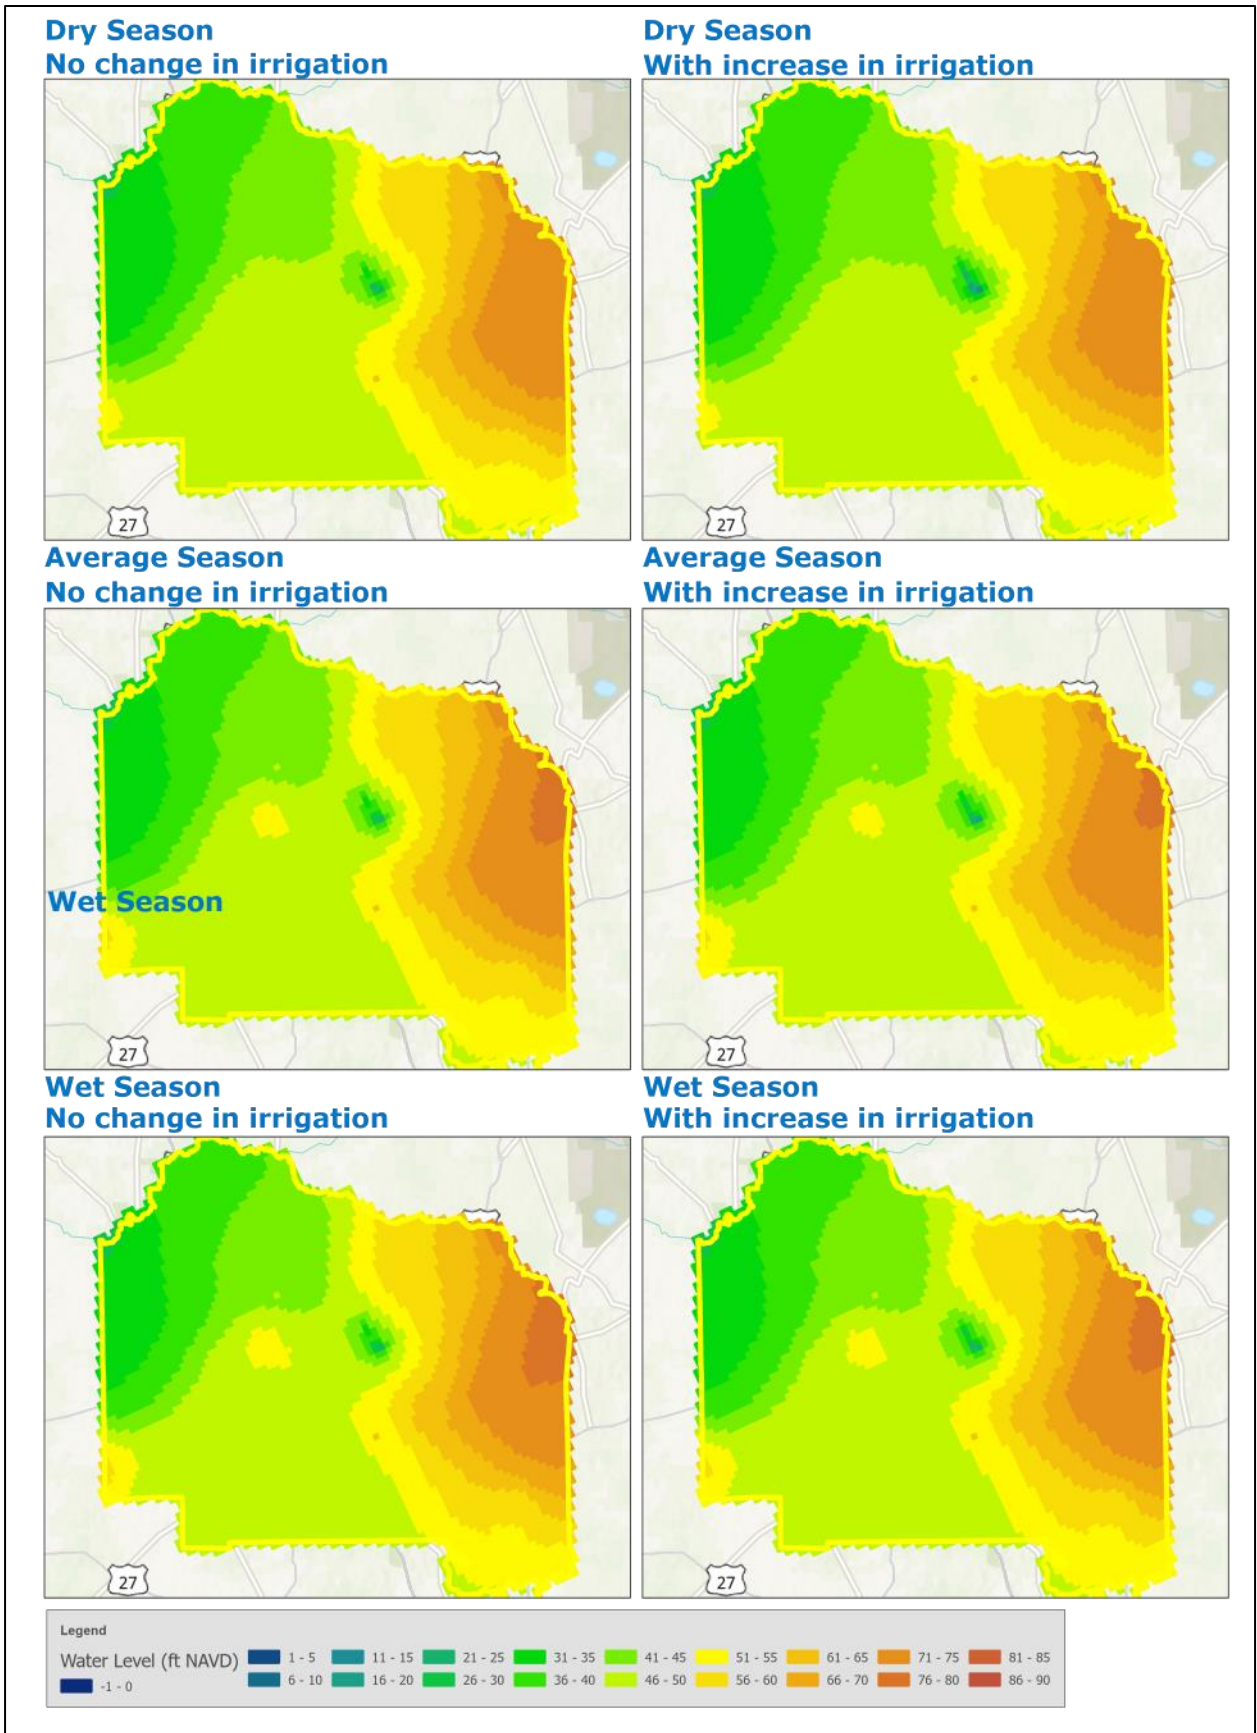 Dry Season
No change in irrigation
Dry Season
With increase in irrigation
27
27
Average Season
No change in irrigation
Average Season
With increase in irrigation
Wet Season
27
27
Wet Season
No change in irrigation
Wet Season
With increase in irrigation
27
27
Legend
Water Level (ft NAVD)
-1 - 0
1 - 5
6 - 10
11 - 15
16 - 20
21 - 25
26 - 30
31 - 35
36 - 40
41 - 45
46 - 50
51 - 55
56 - 60
61 - 65
66 - 70
71 - 75
76 - 80
81 - 85
86 - 90